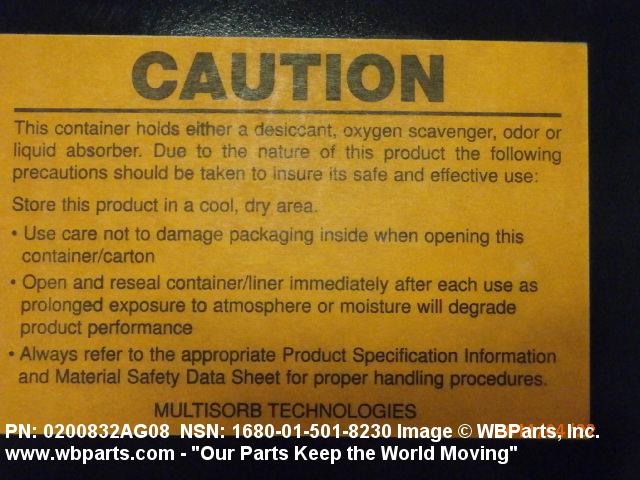 CAUTION
This container holds either a desiccant, oxygen scavenger, odor or
liquid absorber. Due to the nature of this product the following
precautions should be taken to insure its safe and effective use:
Store this product in a cool, dry area.
• Use care not to damage packaging inside when opening this
container/carton
• Open and reseal container/liner immediately after each use as
prolonged exposure to atmosphere or moisture will degrade
product performance
• Always refer to the appropriate Product Specification Information
and Material Safety Data Sheet for proper handling procedures.
MULTISORB TECHNOLOGIES
PN: 0200832AG08 NSN: 1680-01-501-8230 Image © WBParts, Inc.
www.wbparts.com - "Our Parts Keep the World Moving"